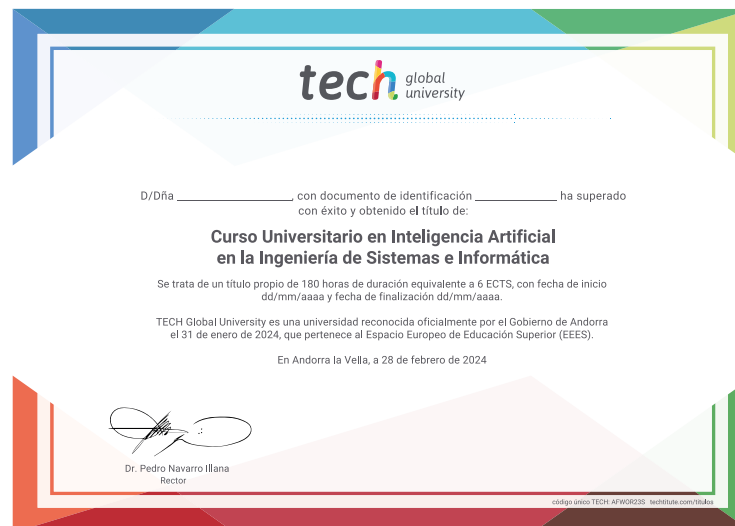 tech global university
D/Dña ____________________, con documento de identificación ______________ ha superado
con éxito y obtenido el título de:
Curso Universitario en Inteligencia Artificial
en la Ingeniería de Sistemas e Informática
Se trata de un título propio de 180 horas de duración equivalente a 6 ECTS, con fecha de inicio
dd/mm/aaaa y fecha de finalización dd/mm/aaaa.
TECH Global University es una universidad reconocida oficialmente por el Gobierno de Andorra
el 31 de enero de 2024, que pertenece al Espacio Europeo de Educación Superior (EEES).
En Andorra la Vella, a 28 de febrero de 2024
Dr. Pedro Navarro Illana
Rector
código único TECH: AFWOR23S techtitute.com/titulos